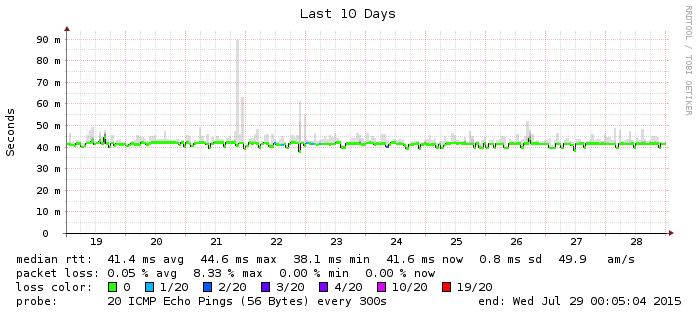 Last 10 Days
RRDTOOL / TOBI OETIKER
Seconds
90 m
80 m
70 m
60 m
50 m
40 m
30 m
20 m
10 m
0
19 20 21 22 23 24 25 26 27 28
median rtt: 41.4 ms avg 44.6 ms max 38.1 ms min 41.6 ms now 0.8 ms sd 49.9 am/s
packet loss: 0.05 % avg 8.33 % max 0.00 % min 0.00 % now
loss color: 0 1/20 2/20 3/20 4/20 10/20 19/20
probe: 20 ICMP Echo Pings (56 Bytes) every 300s end: Wed Jul 29 00:05:04 2015